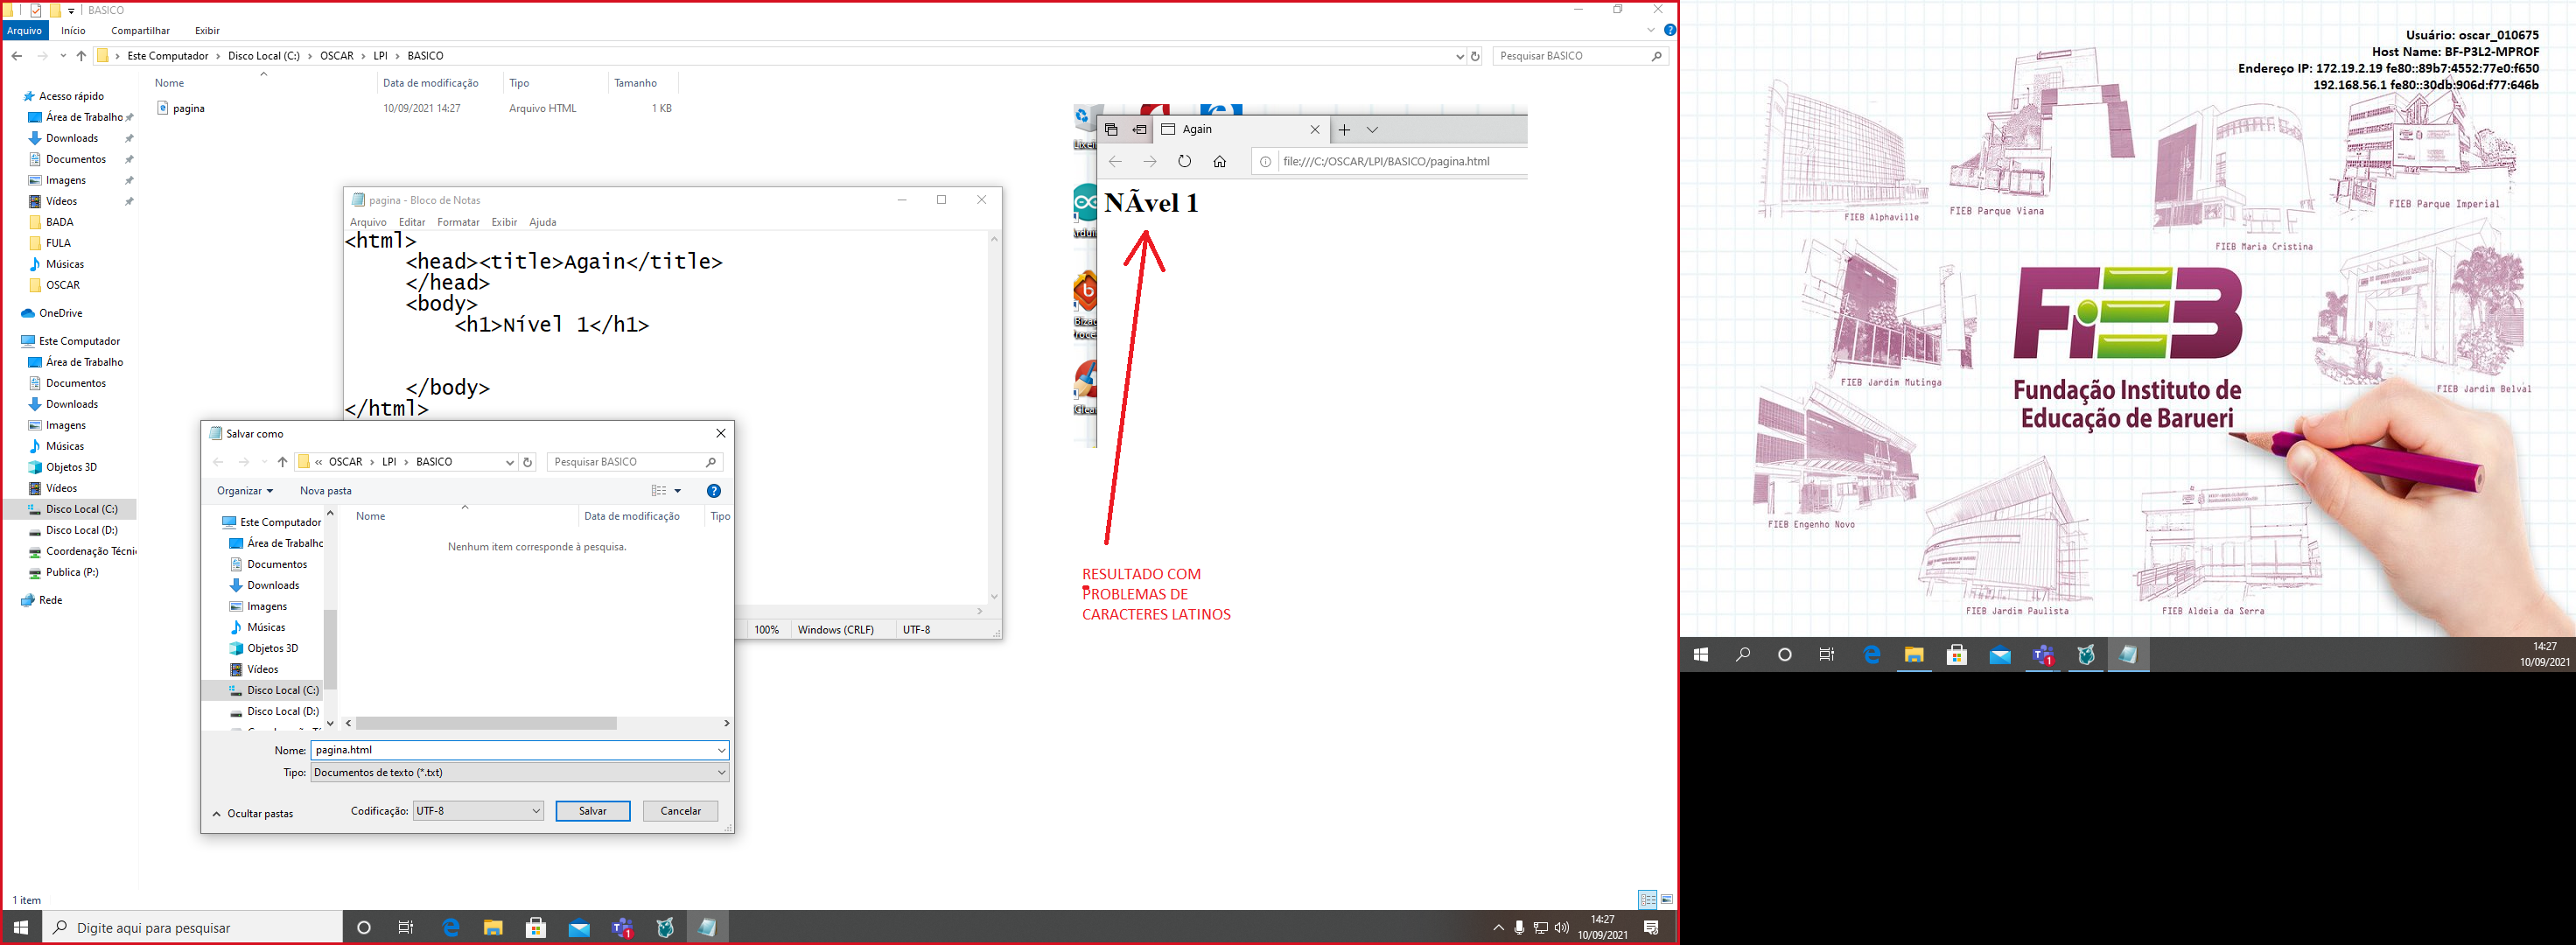 BASICO
Arquivo Início Compartilhar Exibir
Este Computador > Disco Local (C:) > OSCAR > LPI > BASICO
Pesquisar BASICO
Nome Data de modificação Tipo Tamanho
pagina 10/09/2021 14:27 Arquivo HTML 1 KB
Acesso rápido
Área de Trabalho
Downloads
Documentos
Imagens
Vídeos
BADA
FULA
Músicas
OSCAR
OneDrive
Este Computador
Área de Trabalho
Documentos
Downloads
Imagens
Músicas
Objetos 3D
Vídeos
Disco Local (C:)
Disco Local (D:)
Coordenação Técni
Publica (P:)
Rede
1 item
pagina - Bloco de Notas
Arquivo Editar Formatar Exibir Ajuda
<html>
<head><title>Again</title>
</head>
<body>
<h1>Nível 1</h1>
</body>
</html>
100% Windows (CRLF) UTF-8
Salvar como
« OSCAR > LPI > BASICO
Pesquisar BASICO
Organizar Nova pasta
Nome Data de modificação Tipo
Nenhum item corresponde à pesquisa.
Este Computador
Área de Trabalho
Documentos
Downloads
Imagens
Músicas
Objetos 3D
Vídeos
Disco Local (C:)
Disco Local (D:)
Nome: pagina.html
Tipo: Documentos de texto (*.txt)
Ocultar pastas
Codificação: UTF-8
Salvar Cancelar
Again
file:///C:/OSCAR/LPI/BASICO/pagina.html
NÃvel 1
RESULTADO COM
PROBLEMAS DE
CARACTERES LATINOS
Digite aqui para pesquisar
14:27
10/09/2021
Usuário: oscar_010675
Host Name: BF-P3L2-MPROF
Endereço IP: 172.19.2.19 fe80::89b7:4552:77e0:f650
192.168.56.1 fe80::30db:906d:f77:646b
FIEB Alphaville
FIEB Parque Viana
FIEB Maria Cristina
FIEB Parque Imperial
FIEB Jardim Mutinga
FIEB Jardim Belval
FIEB
Fundação Instituto de
Educação de Barueri
FIEB Engenho Novo
FIEB Jardim Paulista
FIEB Aldeia da Serra
14:27
10/09/2021